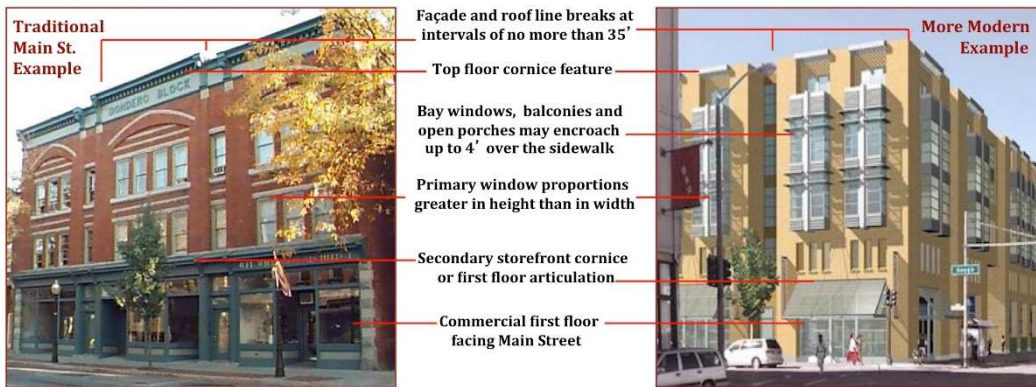 Traditional
Main St.
Example
Façade and roof line breaks at
intervals of no more than 35'
More Modern
Example
Top floor cornice feature
DONDERO BLOCK
Bay windows, balconies and
open porches may encroach
up to 4' over the sidewalk
Primary window proportions
greater in height than in width
Secondary storefront cornice
or first floor articulation
Gough
Commercial first floor
facing Main Street